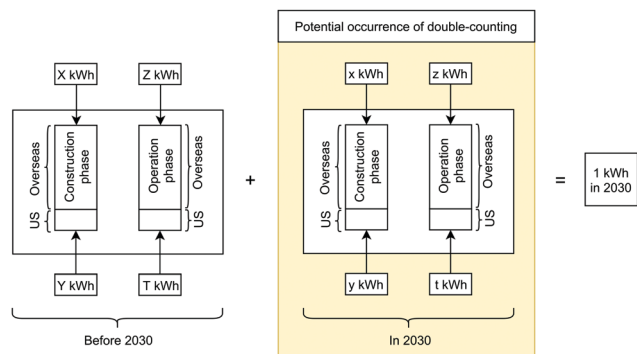 Potential occurrence of double-counting
X kWh
Z kWh
Overseas
Construction
phase
Operation
phase
Overseas
US
US
Y kWh
T kWh
Before 2030
+
x kWh
z kWh
Overseas
Construction
phase
Operation
phase
Overseas
US
US
y kWh
t kWh
In 2030
=
1 kWh
in 2030